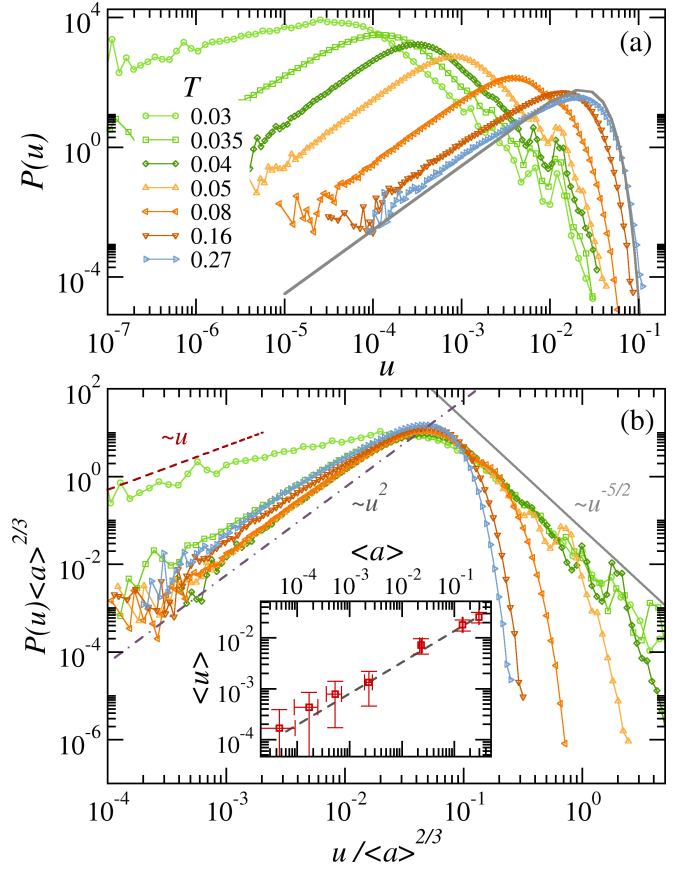 10^4
10^0
10^-4
P(u)
(a)
T
0.03
0.035
0.04
0.05
0.08
0.16
0.27
10^-7 10^-6 10^-5 10^-4 10^-3 10^-2 10^-1
u
10^2
10^0
10^-2
10^-4
10^-6
P(u)<a>^2/3
(b)
~u
~u^2
~u^-5/2
<a>
10^-4 10^-3 10^-2 10^-1
<u>
10^-2
10^-3
10^-4
10^-4 10^-3 10^-2 10^-1 10^0
u /<a>^2/3